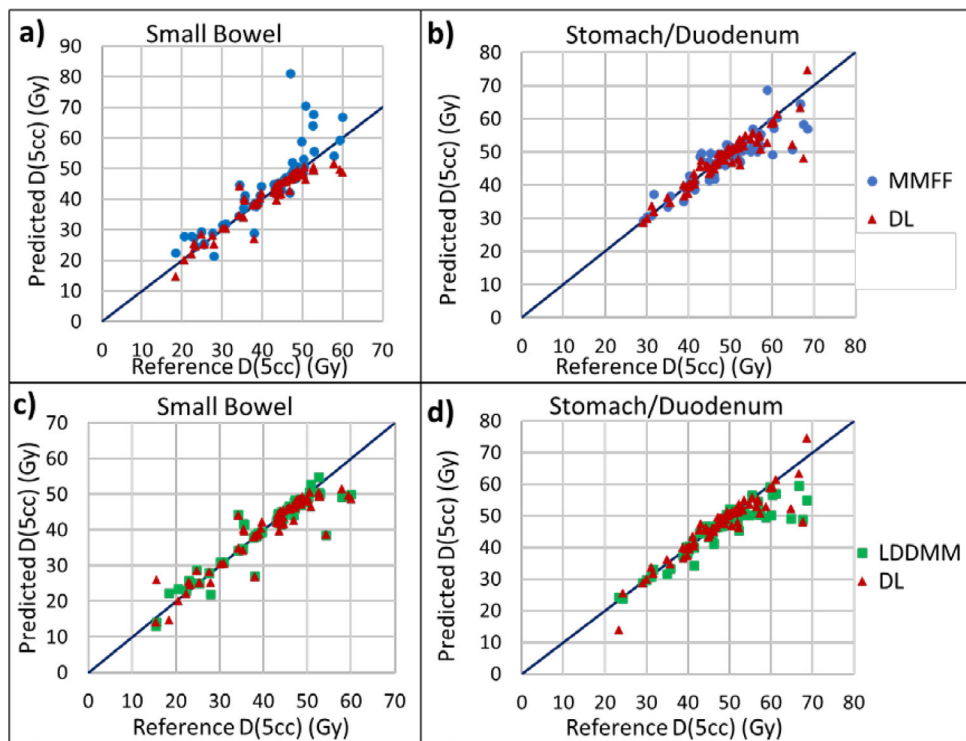 a)
Small Bowel
Predicted D(5cc) (Gy)
90
80
70
60
50
40
30
20
10
0
0 10 20 30 40 50 60 70
Reference D(5cc) (Gy)
b)
Stomach/Duodenum
Predicted D(5cc) (Gy)
80
70
60
50
40
30
20
10
0
0 10 20 30 40 50 60 70 80
Reference D(5cc) (Gy)
MMFF
DL
c)
Small Bowel
Predicted D(5cc) (Gy)
70
60
50
40
30
20
10
0
0 10 20 30 40 50 60 70
Reference D(5cc) (Gy)
d)
Stomach/Duodenum
Predicted D(5cc) (Gy)
80
70
60
50
40
30
20
10
0
0 10 20 30 40 50 60 70 80
Reference D(5cc) (Gy)
LDDMM
DL